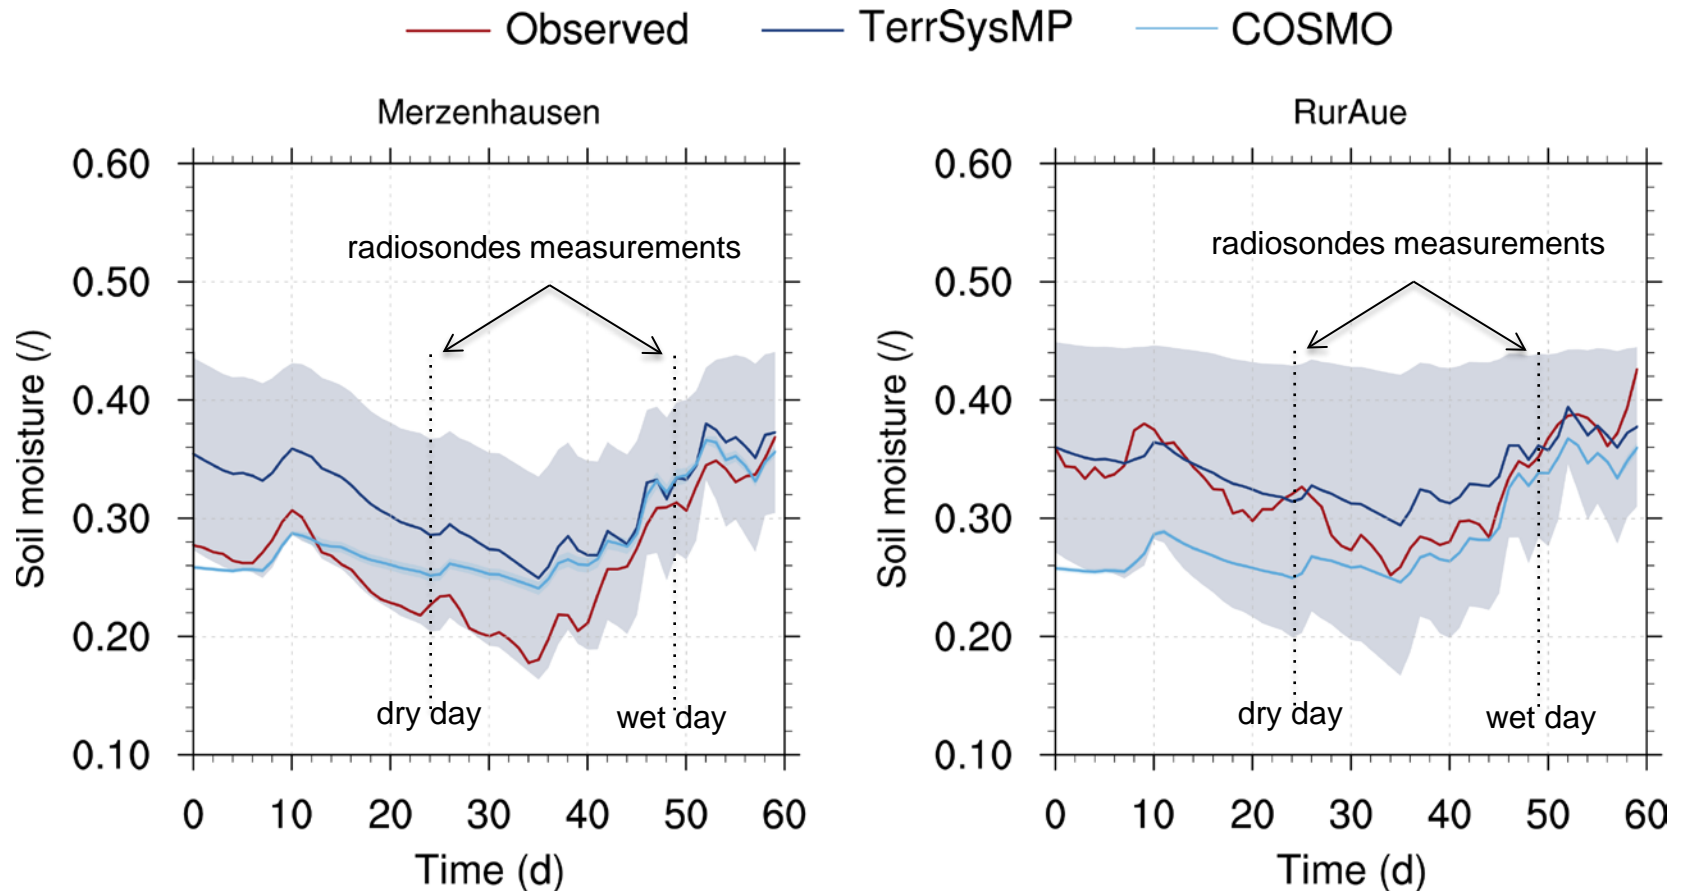 Observed TerrSysMP COSMO
Merzenhausen
0.60
0.50
0.40
0.30
0.20
0.10
Soil moisture (/)
radiosondes measurements
dry day
wet day
0 10 20 30 40 50 60
Time (d)
RurAue
0.60
0.50
0.40
0.30
0.20
0.10
Soil moisture (/)
radiosondes measurements
dry day
wet day
0 10 20 30 40 50 60
Time (d)